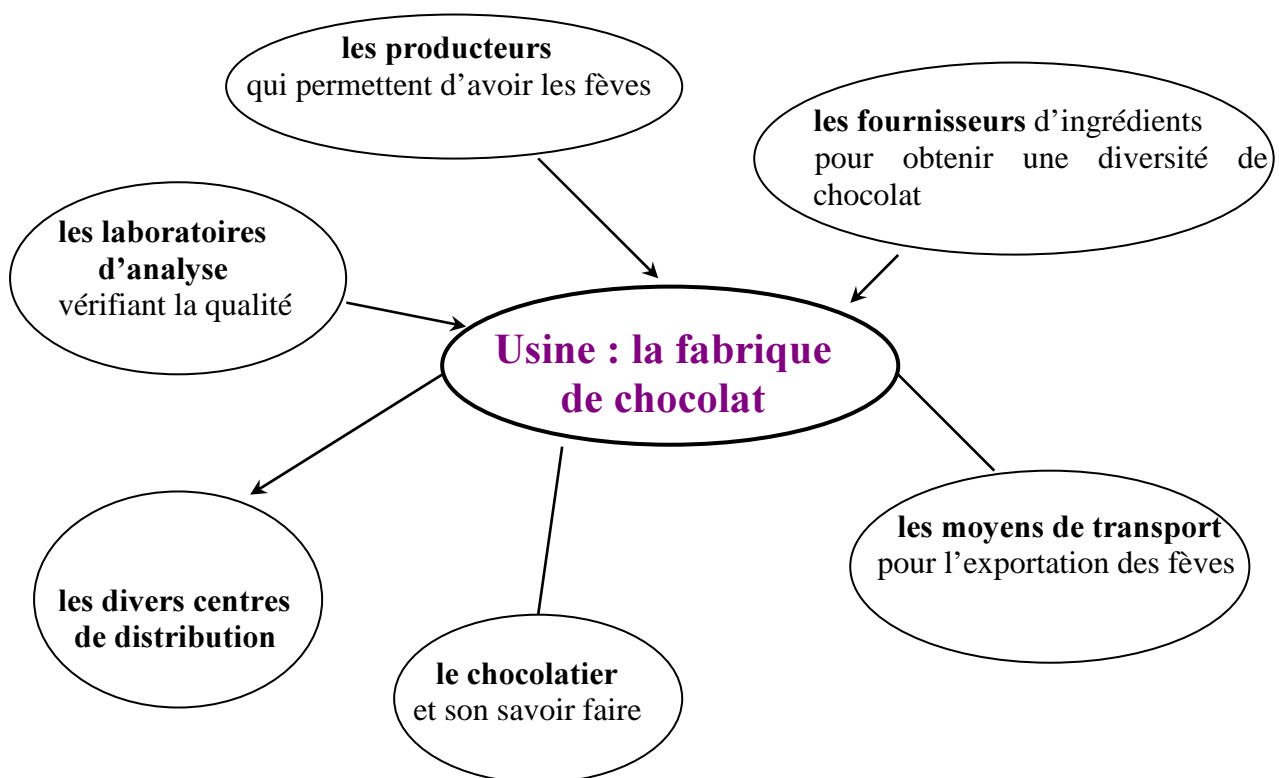 les producteurs
qui permettent d’avoir les fèves
les fournisseurs d’ingrédients
pour obtenir une diversité de
chocolat
les laboratoires
d’analyse
vérifiant la qualité
Usine : la fabrique
de chocolat
les moyens de transport
pour l’exportation des fèves
les divers centres
de distribution
le chocolatier
et son savoir faire